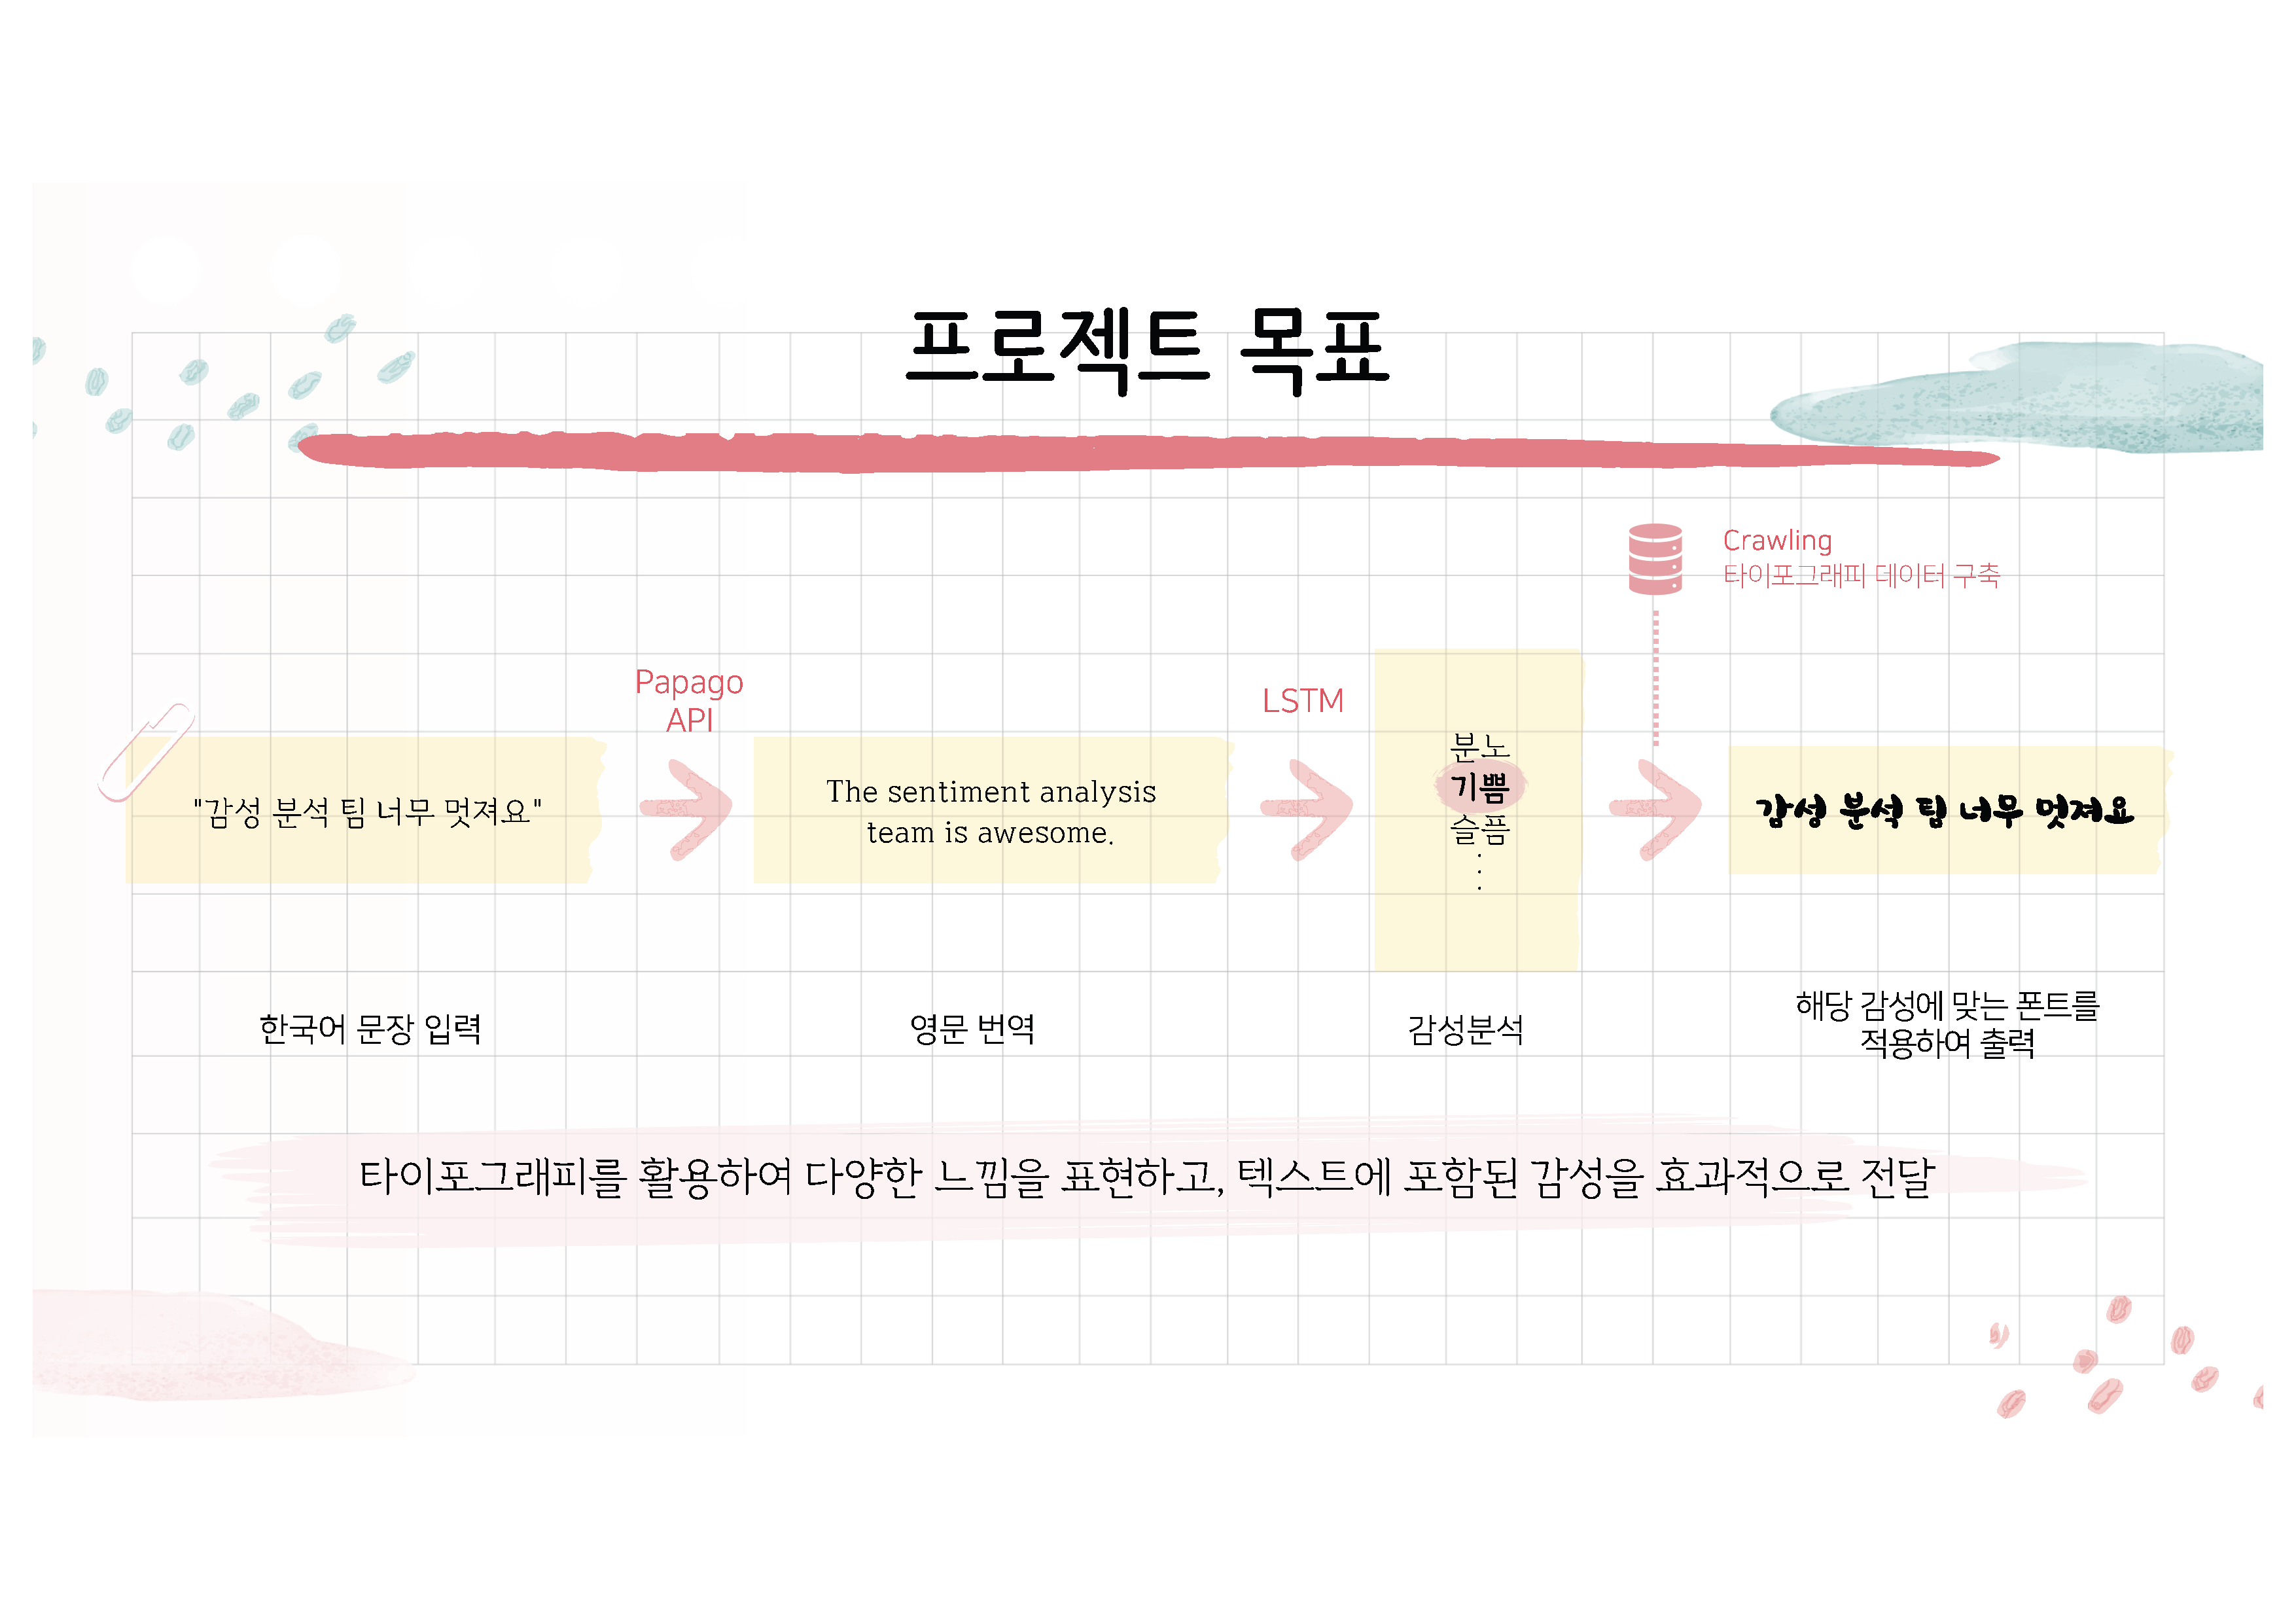 프로젝트 목표
Crawling
타이포그래피 데이터 구축
Papago
API
LSTM
"감성 분석 팀 너무 멋져요"
The sentiment analysis
team is awesome.
분노
기쁨
슬픔
.
.
.
감성 분석 팀 너무 멋져요
한국어 문장 입력
영문 번역
감성분석
해당 감성에 맞는 폰트를
적용하여 출력
타이포그래피를 활용하여 다양한 느낌을 표현하고, 텍스트에 포함된 감성을 효과적으로 전달